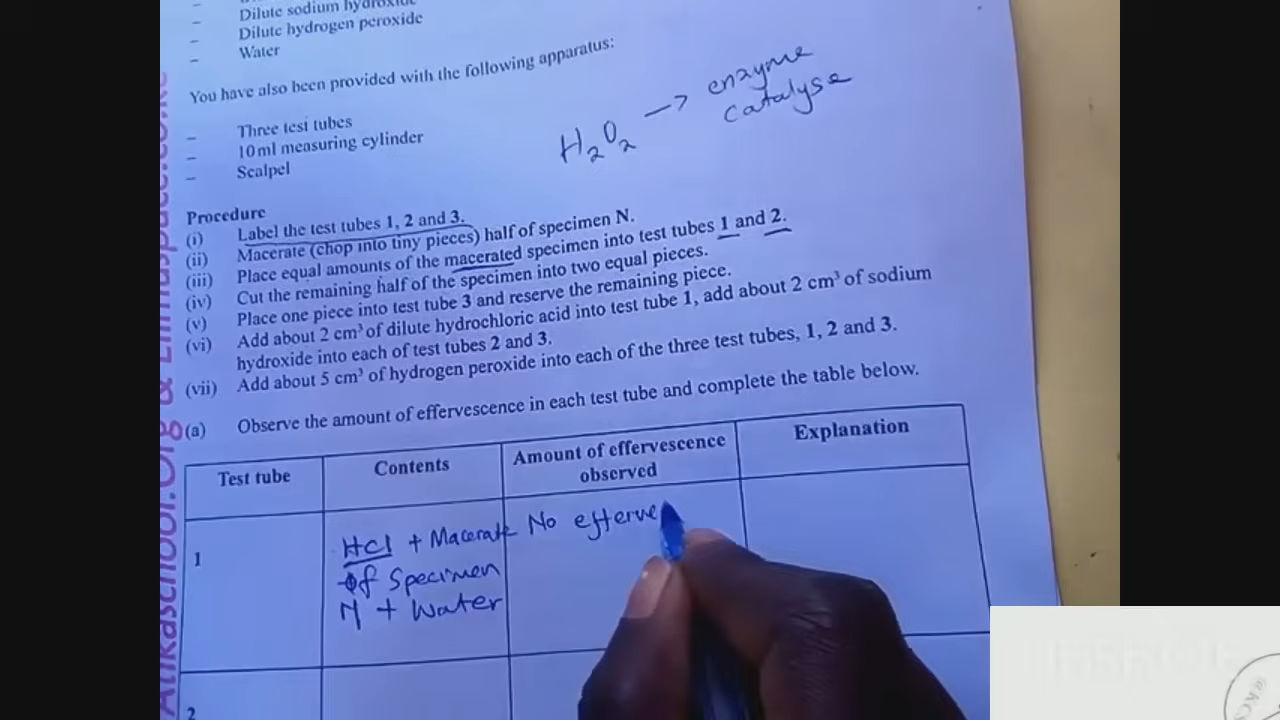 - Dilute sodium hydroxide
- Dilute hydrogen peroxide
- Water
You have also been provided with the following apparatus:
- Three test tubes
- 10 ml measuring cylinder
- Scalpel
H2O2 → enzyme
catalyse
Procedure
(i) Label the test tubes 1, 2 and 3.
(ii) Macerate (chop into tiny pieces) half of specimen N.
(iii) Place equal amounts of the macerated specimen into test tubes 1 and 2.
(iv) Cut the remaining half of the specimen into two equal pieces.
(v) Place one piece into test tube 3 and reserve the remaining piece.
(vi) Add about 2 cm³ of dilute hydrochloric acid into test tube 1, add about 2 cm³ of sodium
hydroxide into each of test tubes 2 and 3.
(vii) Add about 5 cm³ of hydrogen peroxide into each of the three test tubes, 1, 2 and 3.
(a) Observe the amount of effervescence in each test tube and complete the table below.
Test tube Contents Amount of effervescence observed Explanation
1 HCl + Macerate No efferve
of Specimen
N + Water
2